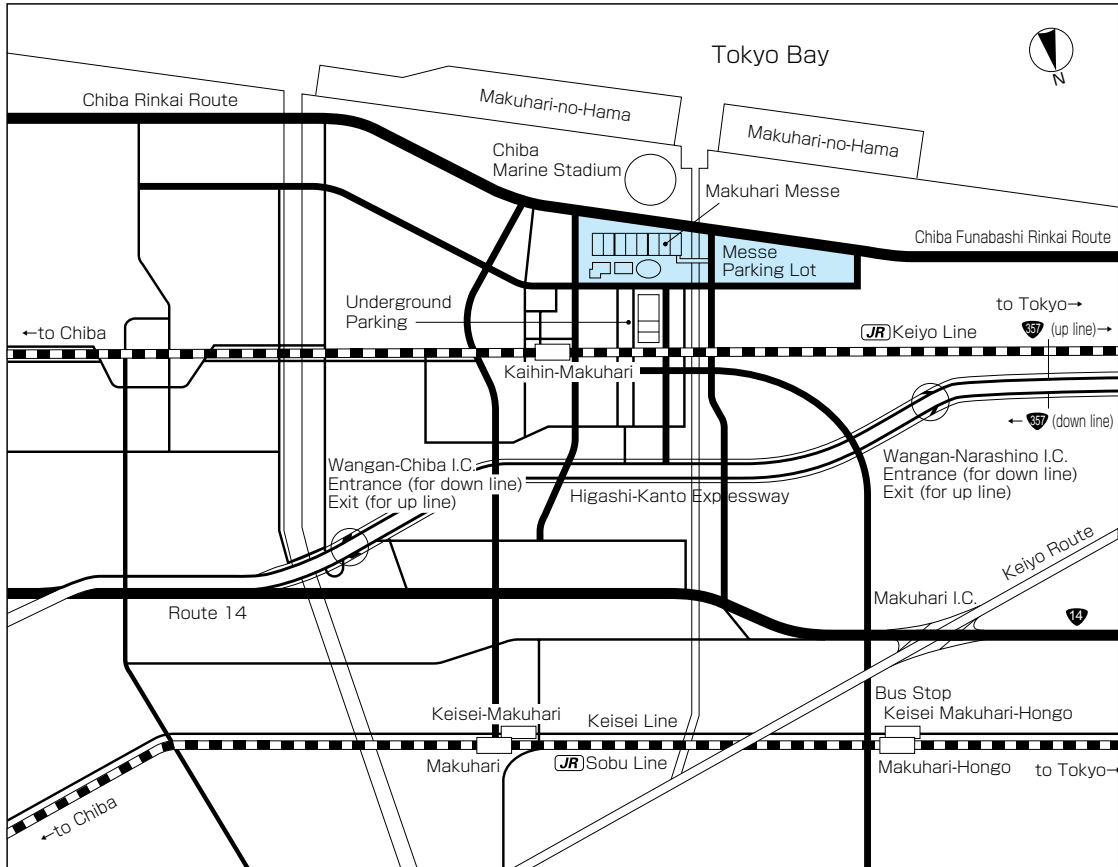 Tokyo Bay
N
Chiba Rinkai Route
Makuhari-no-Hama
Makuhari-no-Hama
Chiba
Marine Stadium
Makuhari Messe
Chiba Funabashi Rinkai Route
Messe
Parking Lot
Underground
Parking
to Tokyo→
←to Chiba
JR Keiyo Line
357 (up line)→
Kaihin-Makuhari
← 357 (down line)
Wangan-Chiba I.C.
Entrance (for down line)
Exit (for up line)
Wangan-Narashino I.C.
Entrance (for down line)
Exit (for up line)
Higashi-Kanto Expressway
Keiyo Route
Route 14
Makuhari I.C.
14
Bus Stop
Keisei-Makuhari
Keisei Line
Keisei Makuhari-Hongo
Makuhari
JR Sobu Line
Makuhari-Hongo
to Tokyo→
←to Chiba